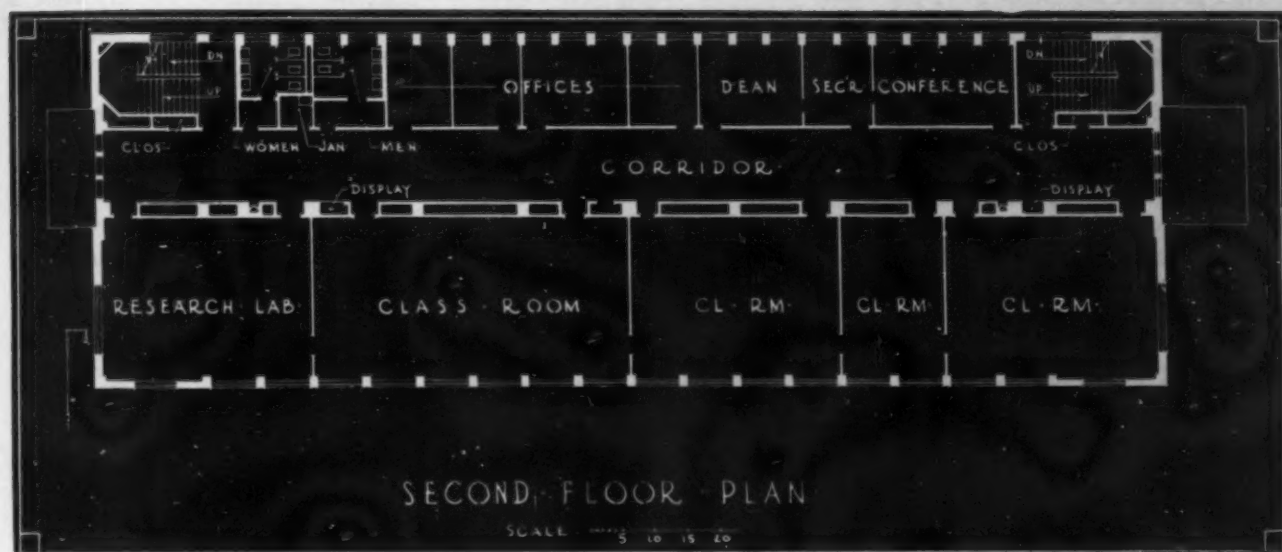 DN
UP
OFFICES
DEAN
SEC'R
CONFERENCE
DN
UP
CLOS
WOMEN
JAN
MEN
CLOS
CORRIDOR
DISPLAY
DISPLAY
RESEARCH LAB
CLASS ROOM
CL RM
CL RM
CL RM
SECOND FLOOR PLAN
SCALE 5 10 15 20